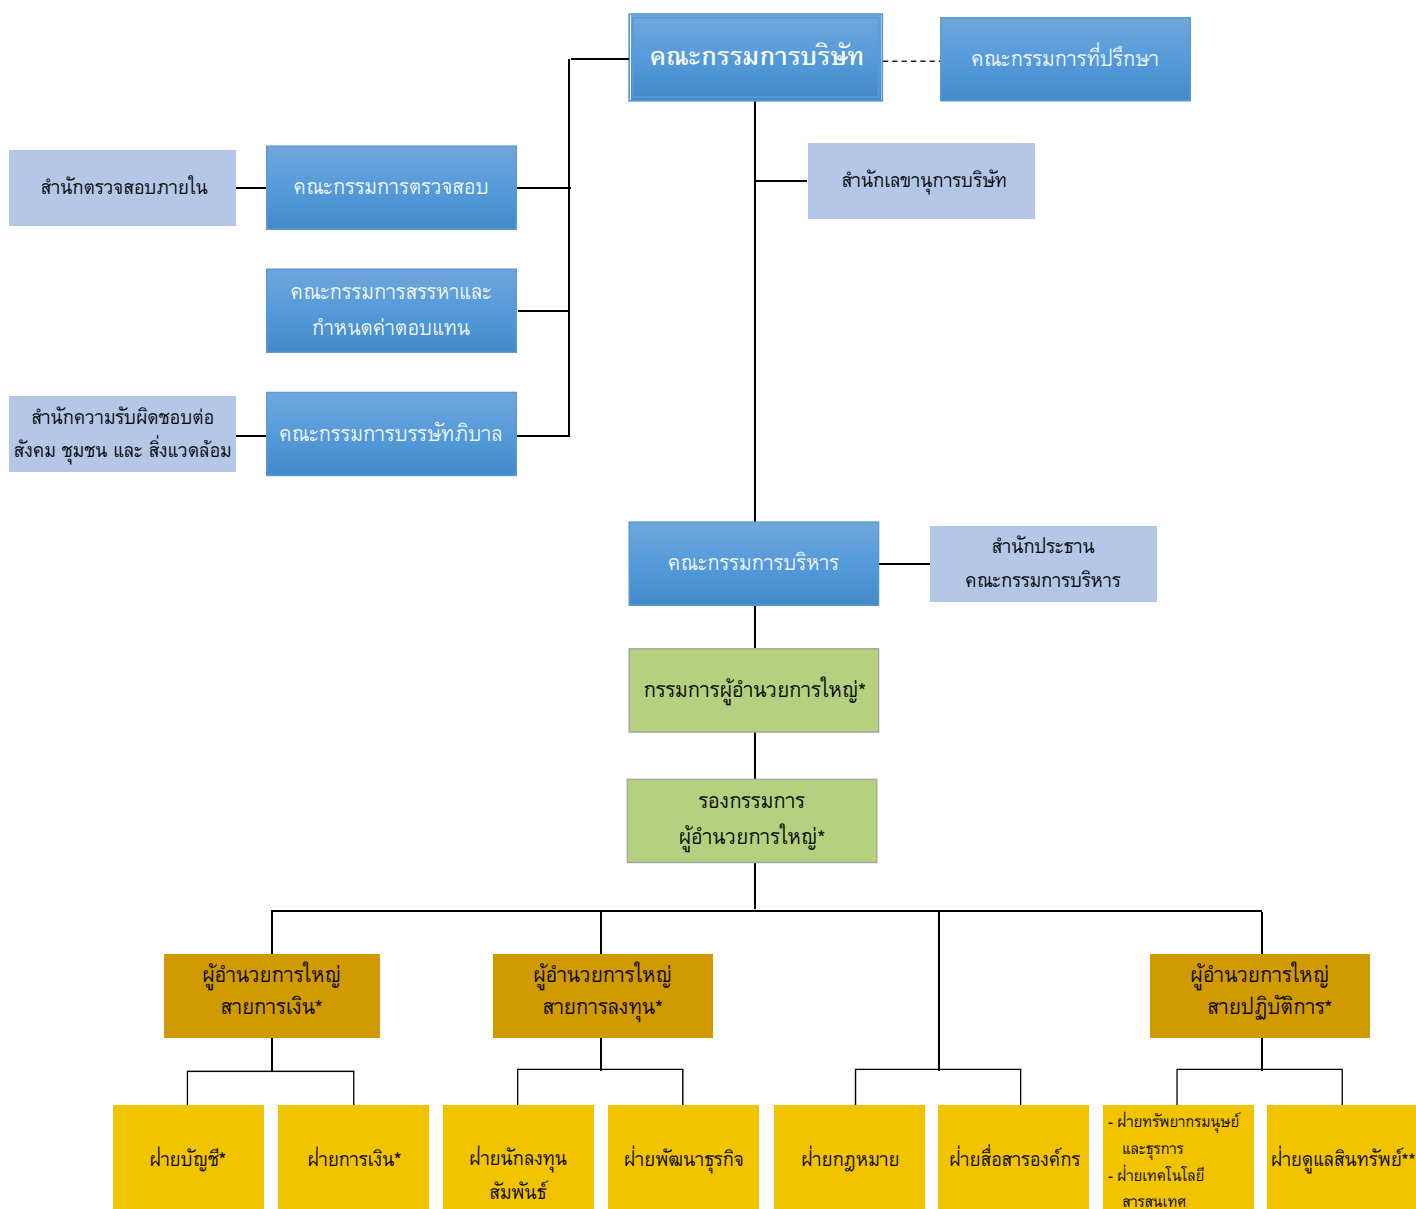 คณะกรรมการบริษัท
คณะกรรมการที่ปรึกษา
สำนักเลขานุการบริษัท
สำนักตรวจสอบภายใน
คณะกรรมการตรวจสอบ
คณะกรรมการสรรหาและ
กำหนดค่าตอบแทน
สำนักความรับผิดชอบต่อ
สังคม ชุมชน และ สิ่งแวดล้อม
คณะกรรมการบรรษัทภิบาล
คณะกรรมการบริหาร
สำนักประธาน
คณะกรรมการบริหาร
กรรมการผู้อำนวยการใหญ่*
รองกรรมการ
ผู้อำนวยการใหญ่*
ผู้อำนวยการใหญ่
สายการเงิน*
ผู้อำนวยการใหญ่
สายการลงทุน*
ผู้อำนวยการใหญ่
สายปฏิบัติการ*
ฝ่ายบัญชี*
ฝ่ายการเงิน*
ฝ่ายนักลงทุน
สัมพันธ์
ฝ่ายพัฒนาธุรกิจ
ฝ่ายกฎหมาย
ฝ่ายสื่อสารองค์กร
- ฝ่ายทรัพยากรมนุษย์
และธุรการ
- ฝ่ายเทคโนโลยี
สารสนเทศ
ฝ่ายดูแลสินทรัพย์**